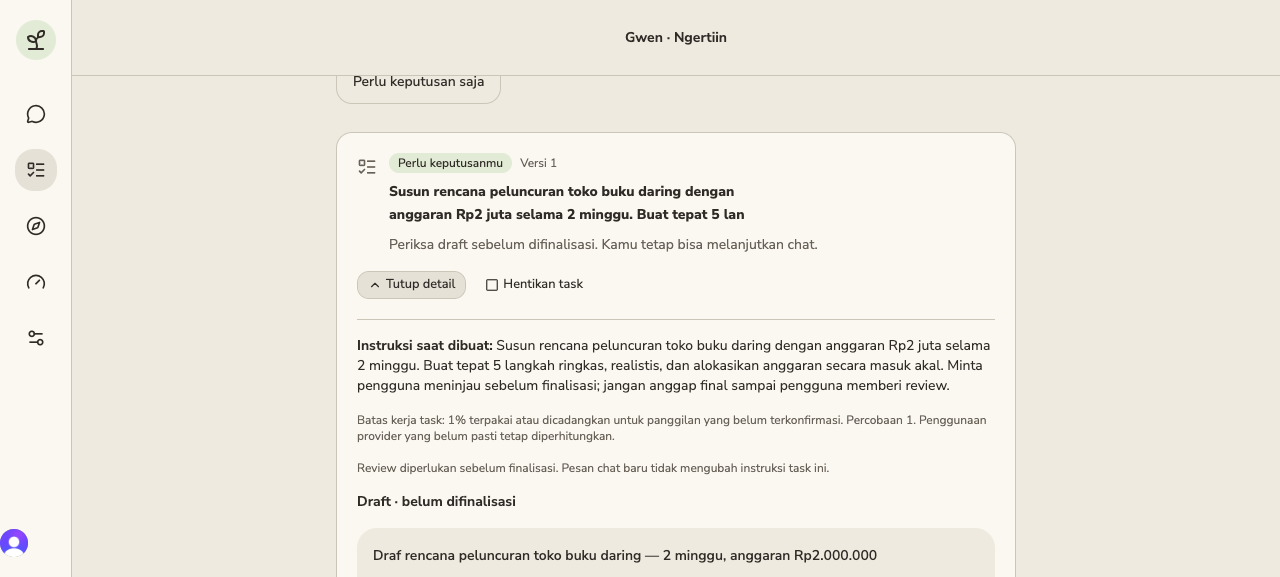 Gwen · Ngertiin
Perlu keputusan saja
Perlu keputusanmu Versi 1
Susun rencana peluncuran toko buku daring dengan
anggaran Rp2 juta selama 2 minggu. Buat tepat 5 lan
Periksa draft sebelum difinalisasi. Kamu tetap bisa melanjutkan chat.
Tutup detail Hentikan task
Instruksi saat dibuat: Susun rencana peluncuran toko buku daring dengan anggaran Rp2 juta selama
2 minggu. Buat tepat 5 langkah ringkas, realistis, dan alokasikan anggaran secara masuk akal. Minta
pengguna meninjau sebelum finalisasi; jangan anggap final sampai pengguna memberi review.
Batas kerja task: 1% terpakai atau dicadangkan untuk panggilan yang belum terkonfirmasi. Percobaan 1. Penggunaan
provider yang belum pasti tetap diperhitungkan.
Review diperlukan sebelum finalisasi. Pesan chat baru tidak mengubah instruksi task ini.
Draft · belum difinalisasi
Draf rencana peluncuran toko buku daring — 2 minggu, anggaran Rp2.000.000